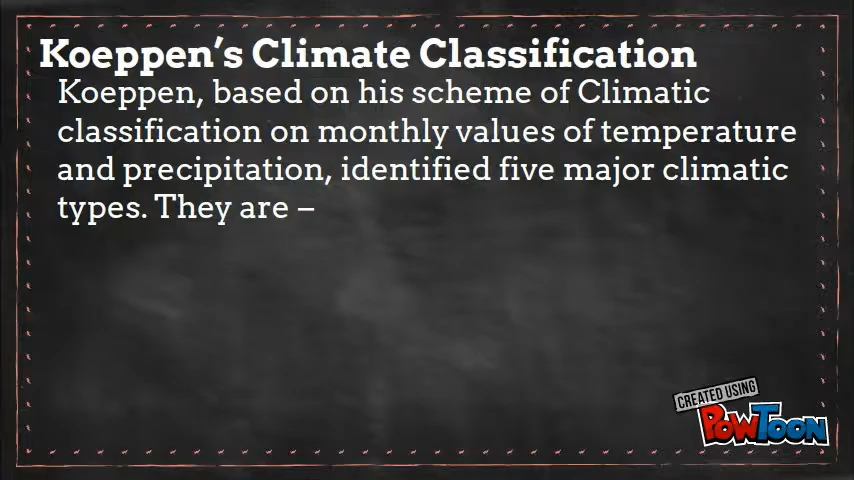 Koeppen’s Climate Classification
Koeppen, based on his scheme of Climatic
classification on monthly values of temperature
and precipitation, identified five major climatic
types. They are –
CREATED USING
POWTOON